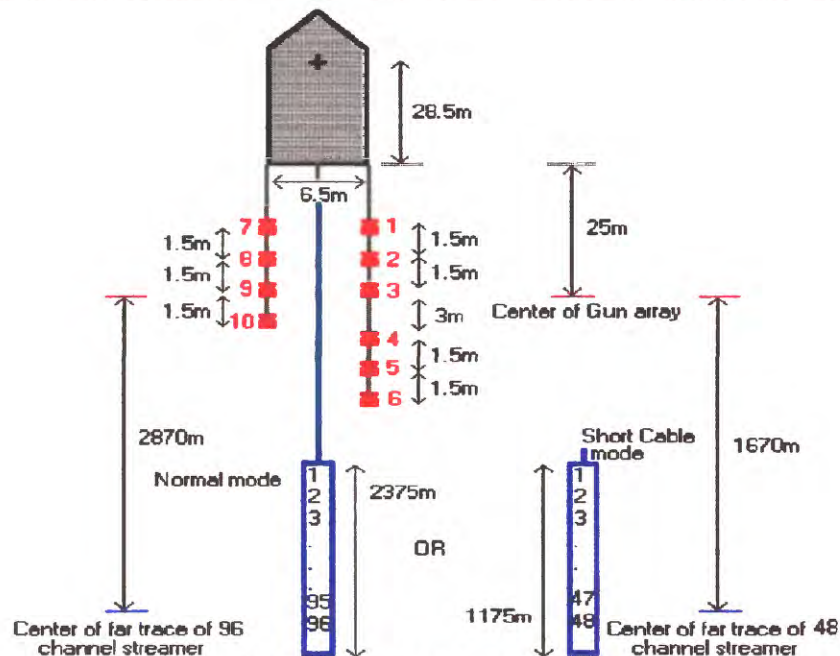 28.5m
6.5m
25m
7
8
9
10
1.5m
1.5m
1.5m
1
2
3
4
5
6
1.5m
1.5m
3m
1.5m
1.5m
Center of Gun array
2870m
1670m
Normal mode
1
2
3
.
.
.
95
96
2375m
OR
Short Cable
mode
1
2
3
.
.
.
47
48
1175m
Center of far trace of 96
channel streamer
Center of far trace of 48
channel streamer